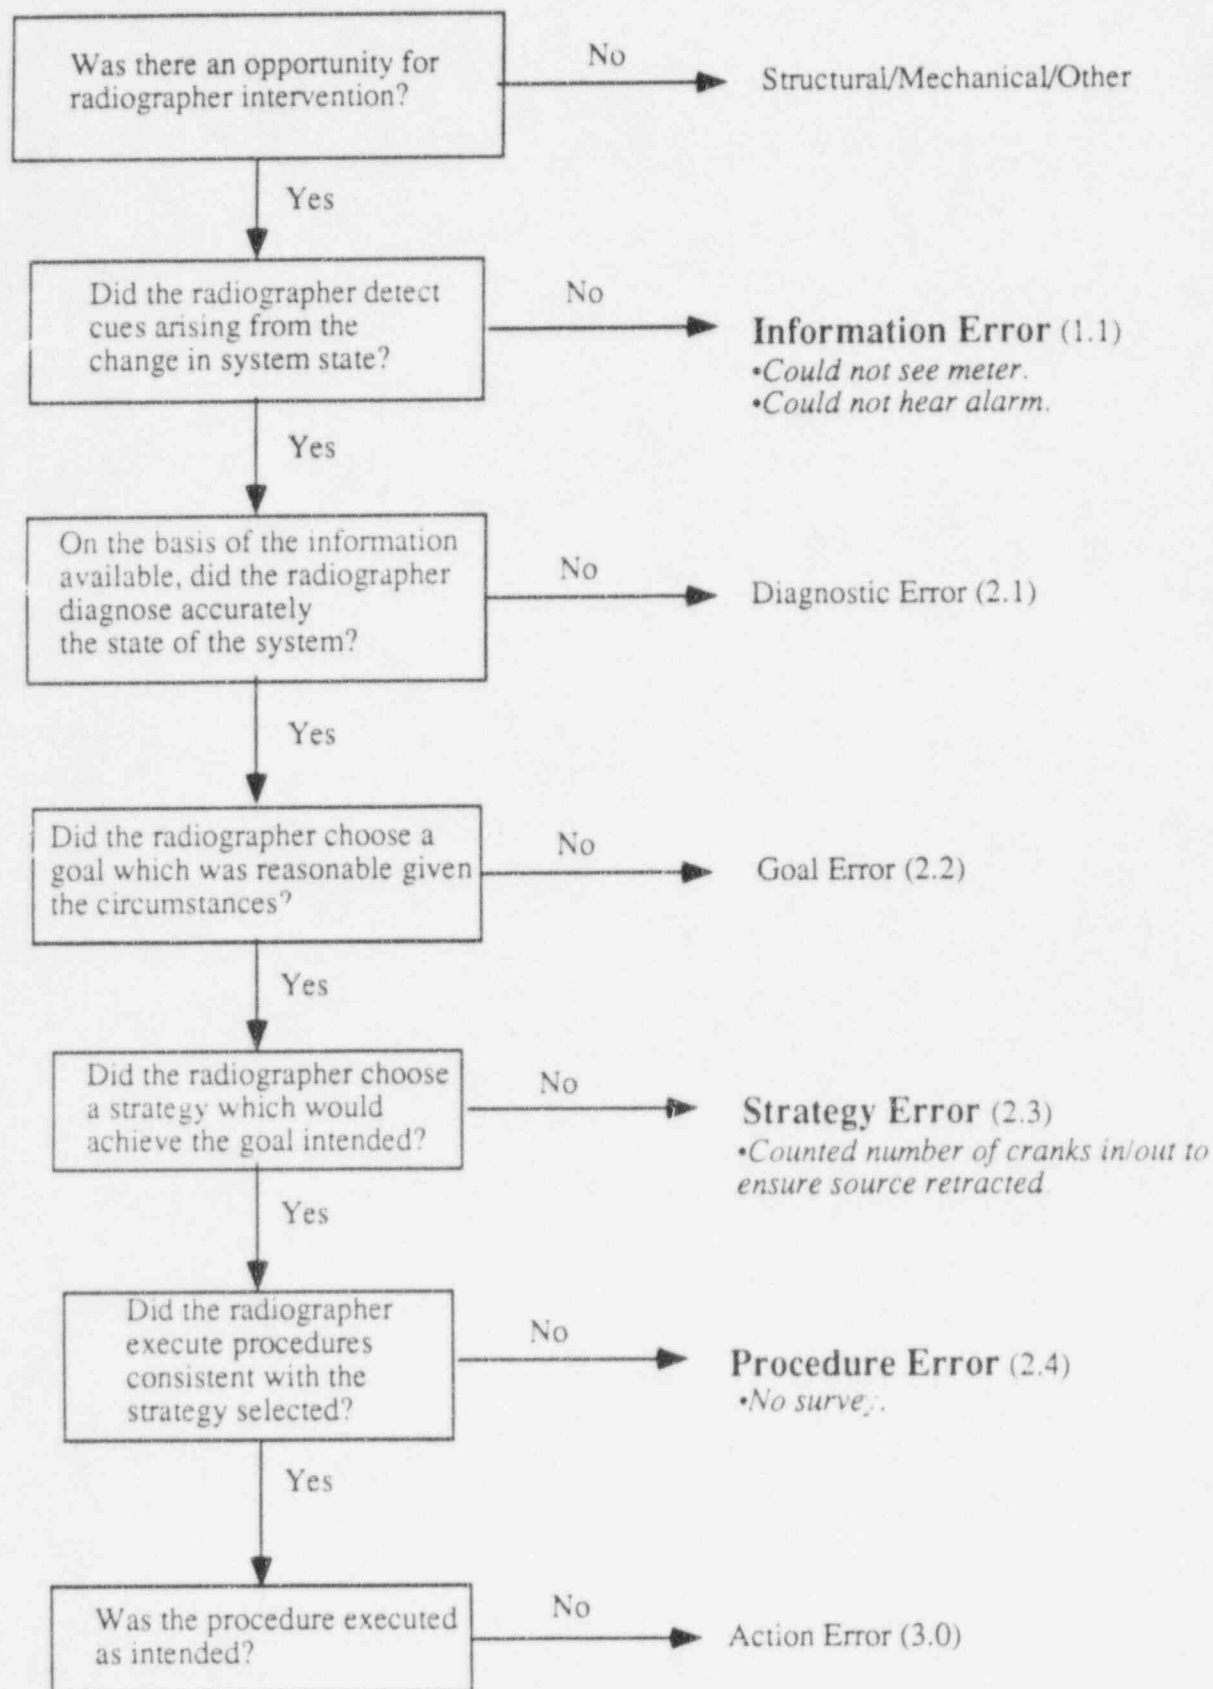 Was there an opportunity for
radiographer intervention?
No
Structural/Mechanical/Other
Yes
Did the radiographer detect
cues arising from the
change in system state?
No
Information Error (1.1)
•Could not see meter.
•Could not hear alarm.
Yes
On the basis of the information
available, did the radiographer
diagnose accurately
the state of the system?
No
Diagnostic Error (2.1)
Yes
Did the radiographer choose a
goal which was reasonable given
the circumstances?
No
Goal Error (2.2)
Yes
Did the radiographer choose
a strategy which would
achieve the goal intended?
No
Strategy Error (2.3)
•Counted number of cranks in/out to
ensure source retracted
Yes
Did the radiographer
execute procedures
consistent with the
strategy selected?
No
Procedure Error (2.4)
•No survey.
Yes
Was the procedure executed
as intended?
No
Action Error (3.0)